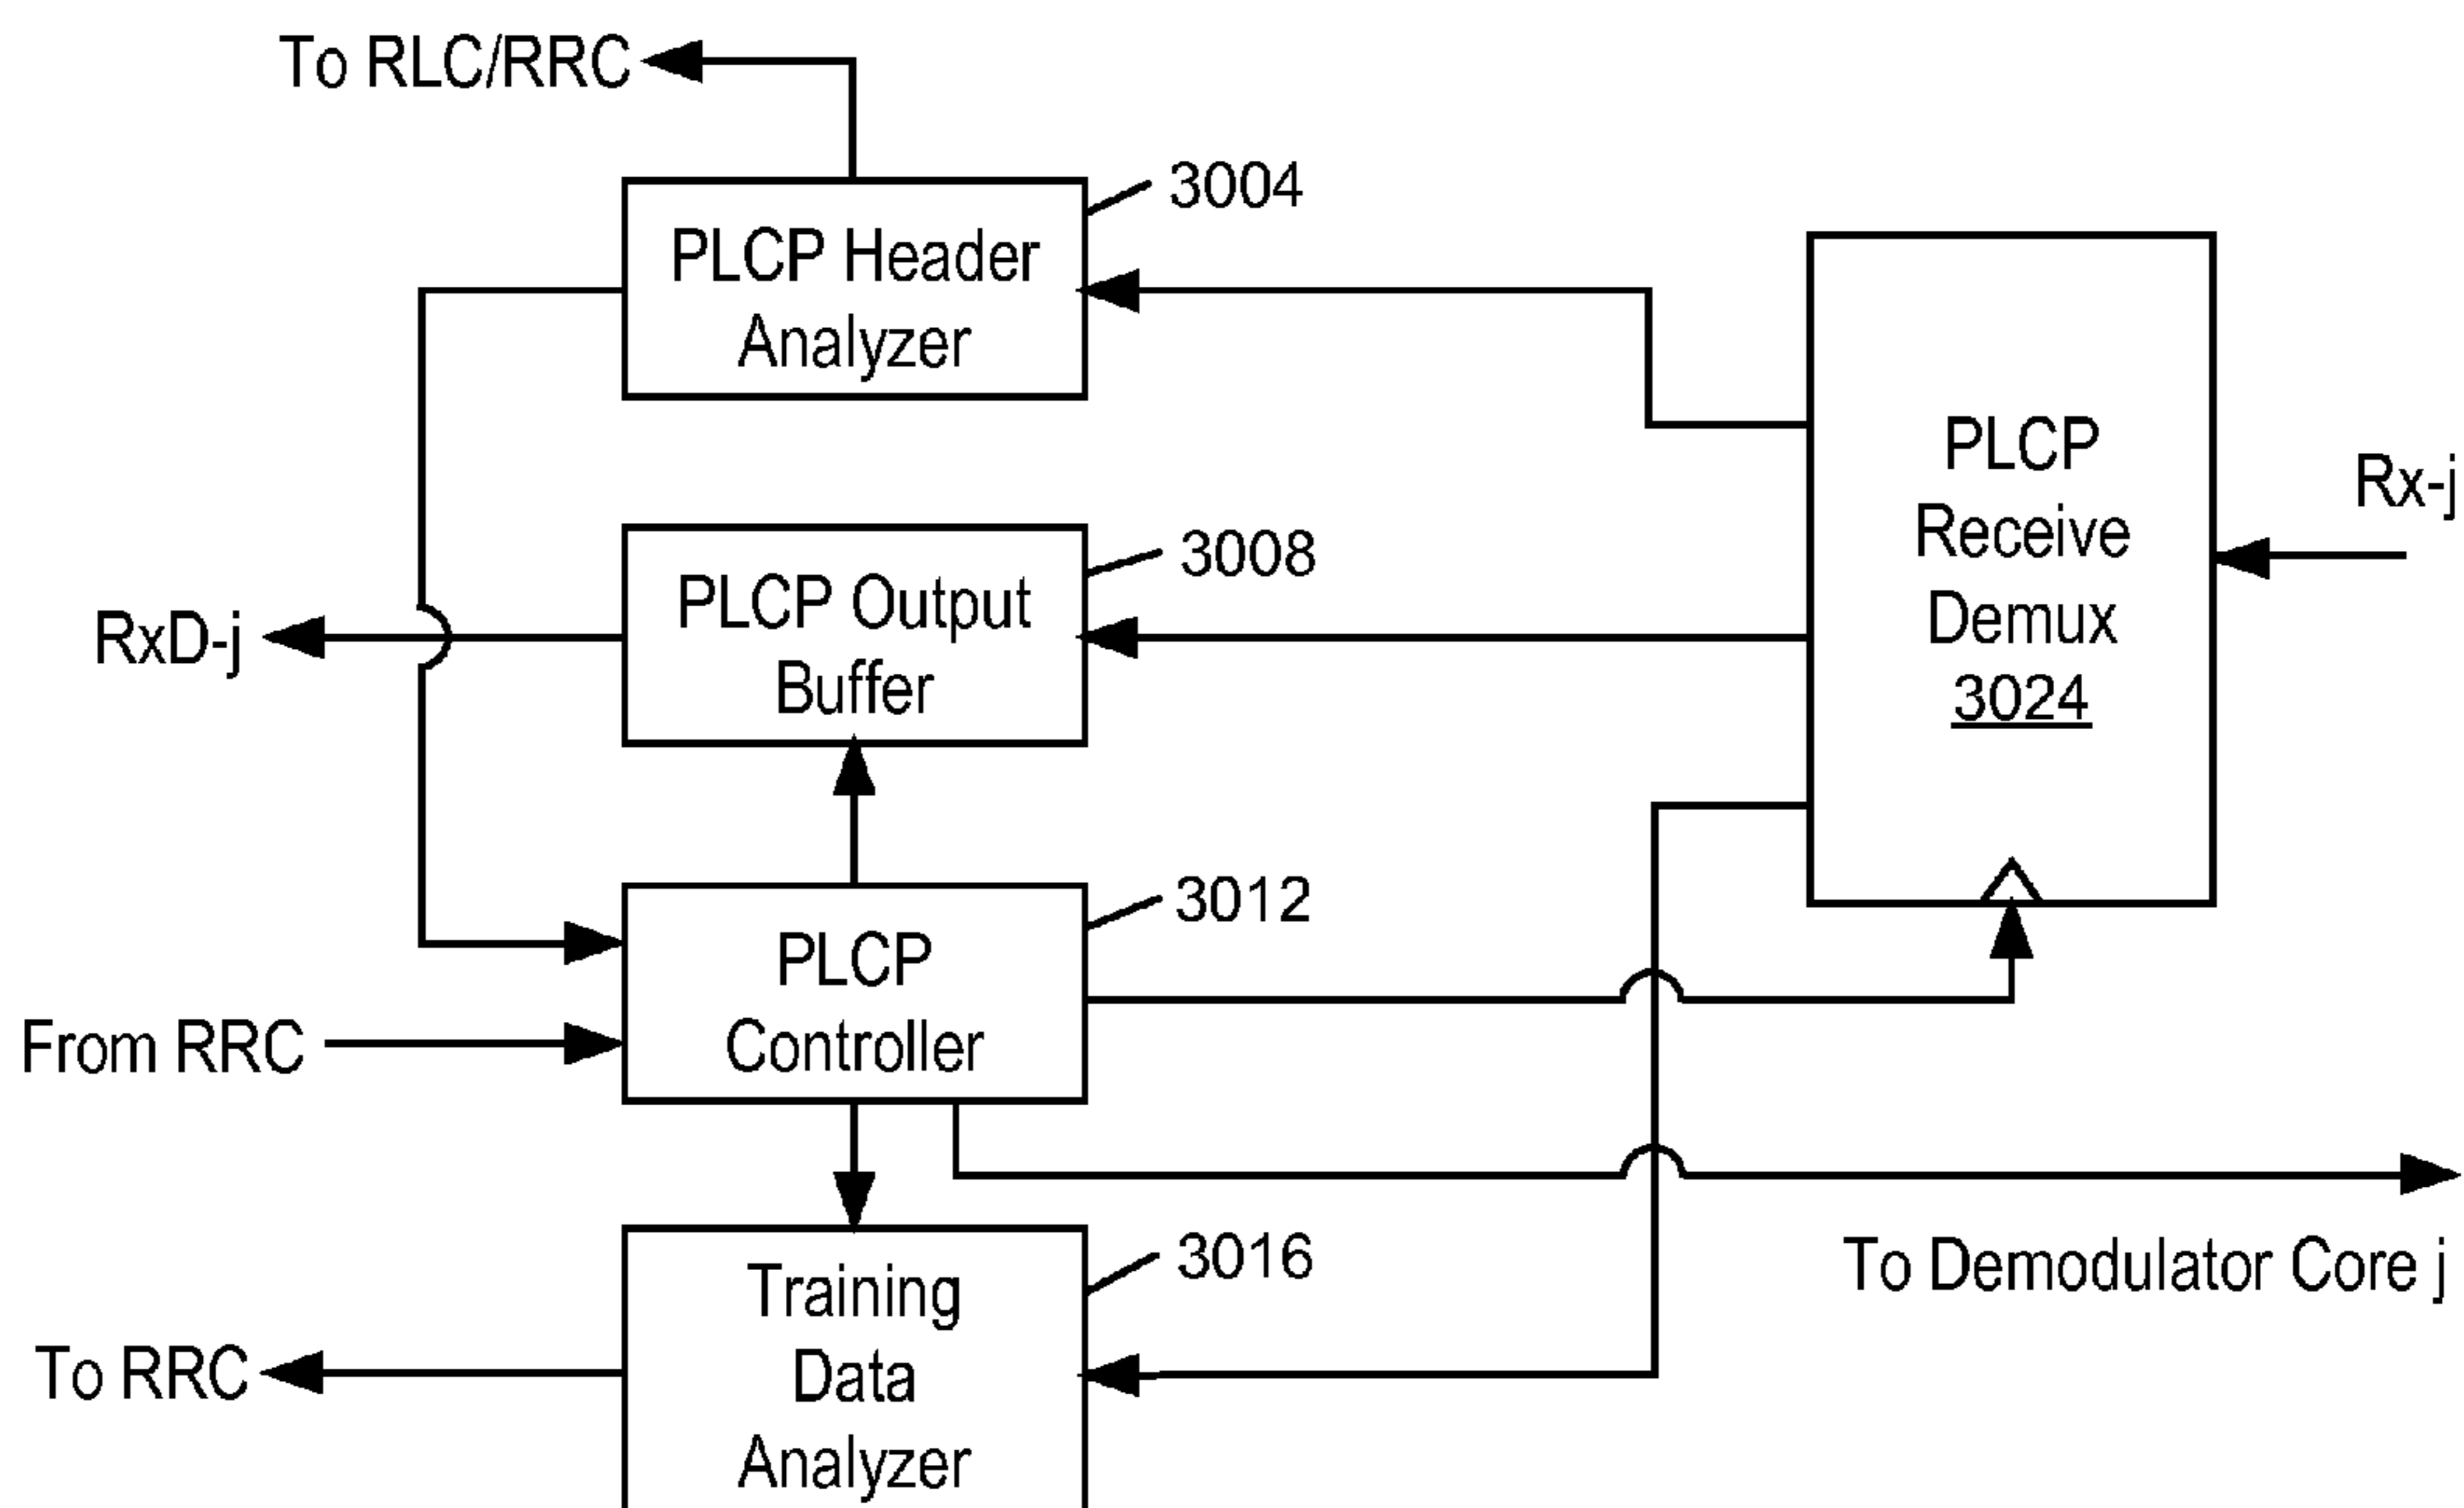 To RLC/RRC
3004
PLCP Header
Analyzer
PLCP
Receive
Demux
3024
Rx-j
3008
PLCP Output
Buffer
RxD-j
3012
PLCP
Controller
From RRC
3016
Training
Data
Analyzer
To Demodulator Core j
To RRC